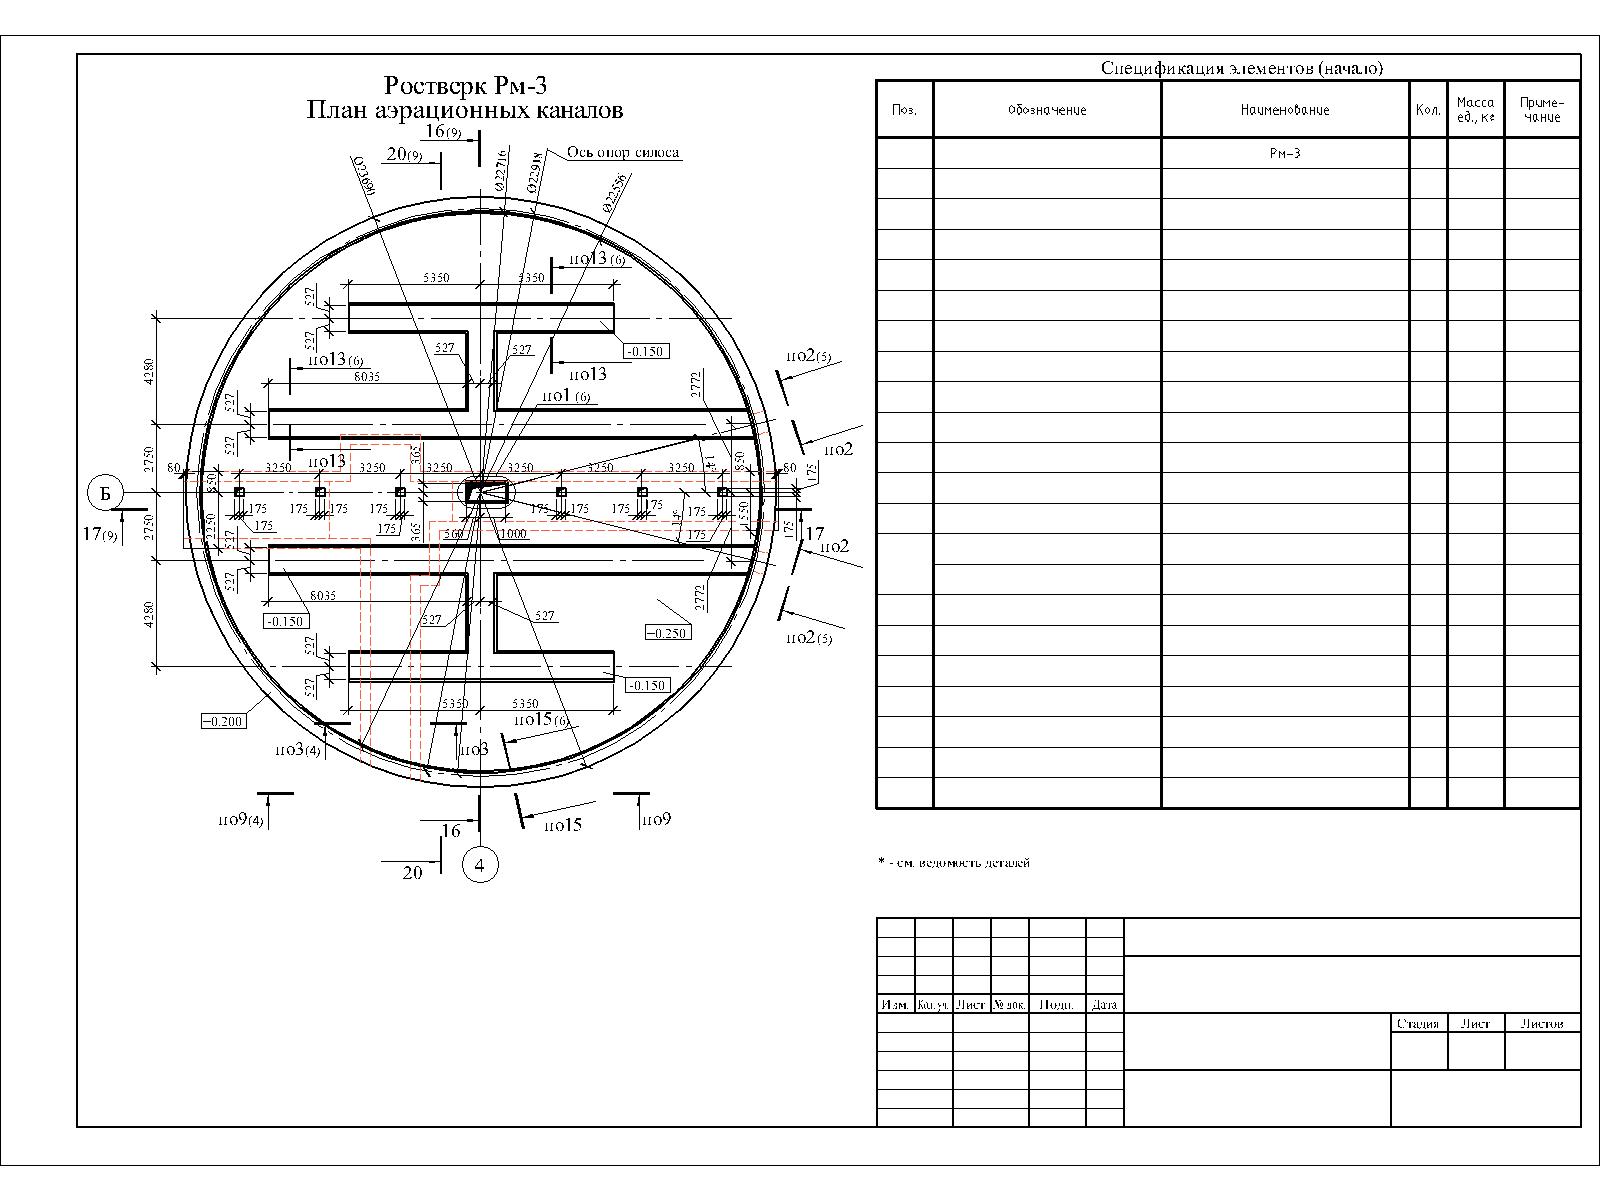 Ростверк Рм-3
План аэрационных каналов
16(9)
20(9)
Ø23690
Ø22716
Ø22918
Ось опор силоса
Ø22556
по13(6)
5350
5350
527
527
527
527
-0.150
по13(6)
по13
8035
по1(6)
2772
по2(5)
по2
4280
2750
2750
4280
527
527
по13
365
80
850
3250
3250
3250
3250
3250
3250
850
80
175
Б
17(9)
175
175
175
175
175
175
175
175
175
175
175
175
2250
365
560
1000
1550
175
17
по2
527
527
8035
-0.150
527
527
-0.250
2772
по2(5)
527
527
-0.150
-0.200
5350
5350
по15(6)
по3(4)
по3
по9(4)
16
по15
по9
20
4
Спецификация элементов (начало)
Поз.
Обозначение
Наименование
Кол.
Масса ед., кг
Приме-чание
Рм-3
* - см. ведомость деталей
Изм.
Кол.уч.
Лист
№ док.
Подп.
Дата
Стадия
Лист
Листов